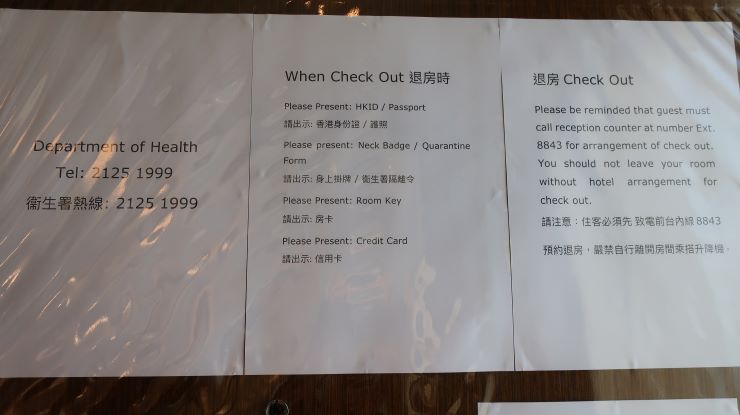 Department of Health
Tel: 2125 1999
衞生署熱線: 2125 1999
When Check Out 退房時
Please Present: HKID / Passport
請出示: 香港身份證 / 護照
Please present: Neck Badge / Quarantine
Form
請出示: 身上掛牌 / 衞生署隔離令
Please Present: Room Key
請出示: 房卡
Please Present: Credit Card
請出示: 信用卡
退房 Check Out
Please be reminded that guest must
call reception counter at number Ext.
8843 for arrangement of check out.
You should not leave your room
without hotel arrangement for
check out.
請注意：住客必須先 致電前台內線 8843
預約退房，嚴禁自行離開房間乘搭升降機。